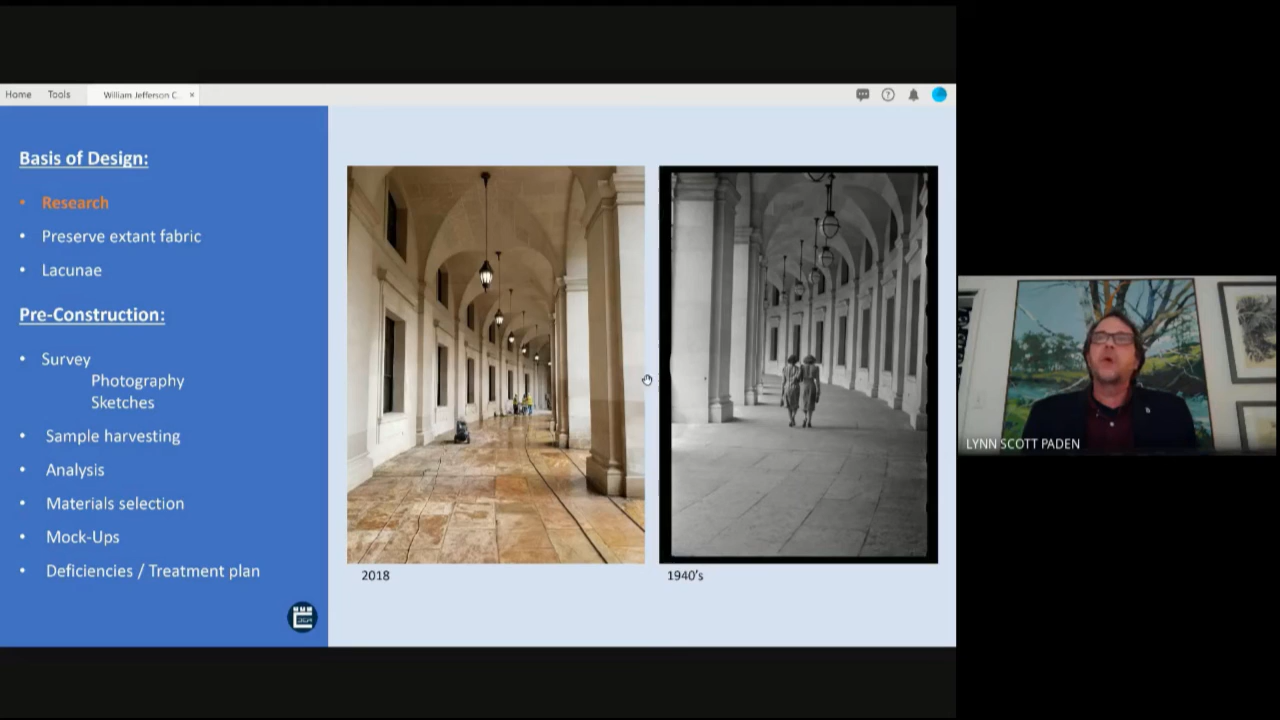 Home Tools William Jefferson C... ×
Basis of Design:
• Research
• Preserve extant fabric
• Lacunae
Pre-Construction:
• Survey
Photography
Sketches
• Sample harvesting
• Analysis
• Materials selection
• Mock-Ups
• Deficiencies / Treatment plan
2018
1940's
LYNN SCOTT PADEN